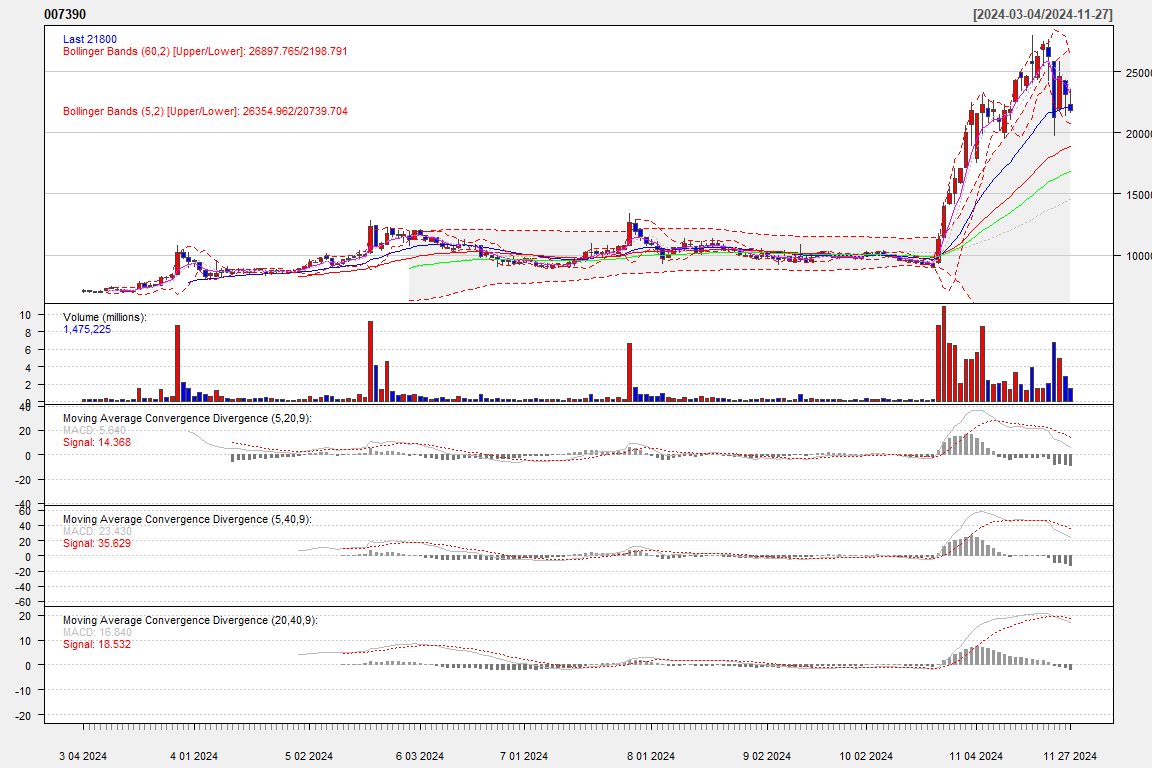 007390 [2024-03-04/2024-11-27]
Last 21800
Bollinger Bands (60,2) [Upper/Lower]: 26897.765/2198.791
Bollinger Bands (5,2) [Upper/Lower]: 26354.962/20739.704
25000
20000
15000
10000
Volume (millions):
1,475,225
10
8
6
4
2
0
Moving Average Convergence Divergence (5,20,9):
MACD: 5.640
Signal: 14.368
40
20
0
-20
-40
Moving Average Convergence Divergence (5,40,9):
MACD: 23.430
Signal: 35.629
60
40
20
0
-20
-40
-60
Moving Average Convergence Divergence (20,40,9):
MACD: 16.840
Signal: 18.532
20
10
0
-10
-20
3 04 2024 4 01 2024 5 02 2024 6 03 2024 7 01 2024 8 01 2024 9 02 2024 10 02 2024 11 04 2024 11 27 2024